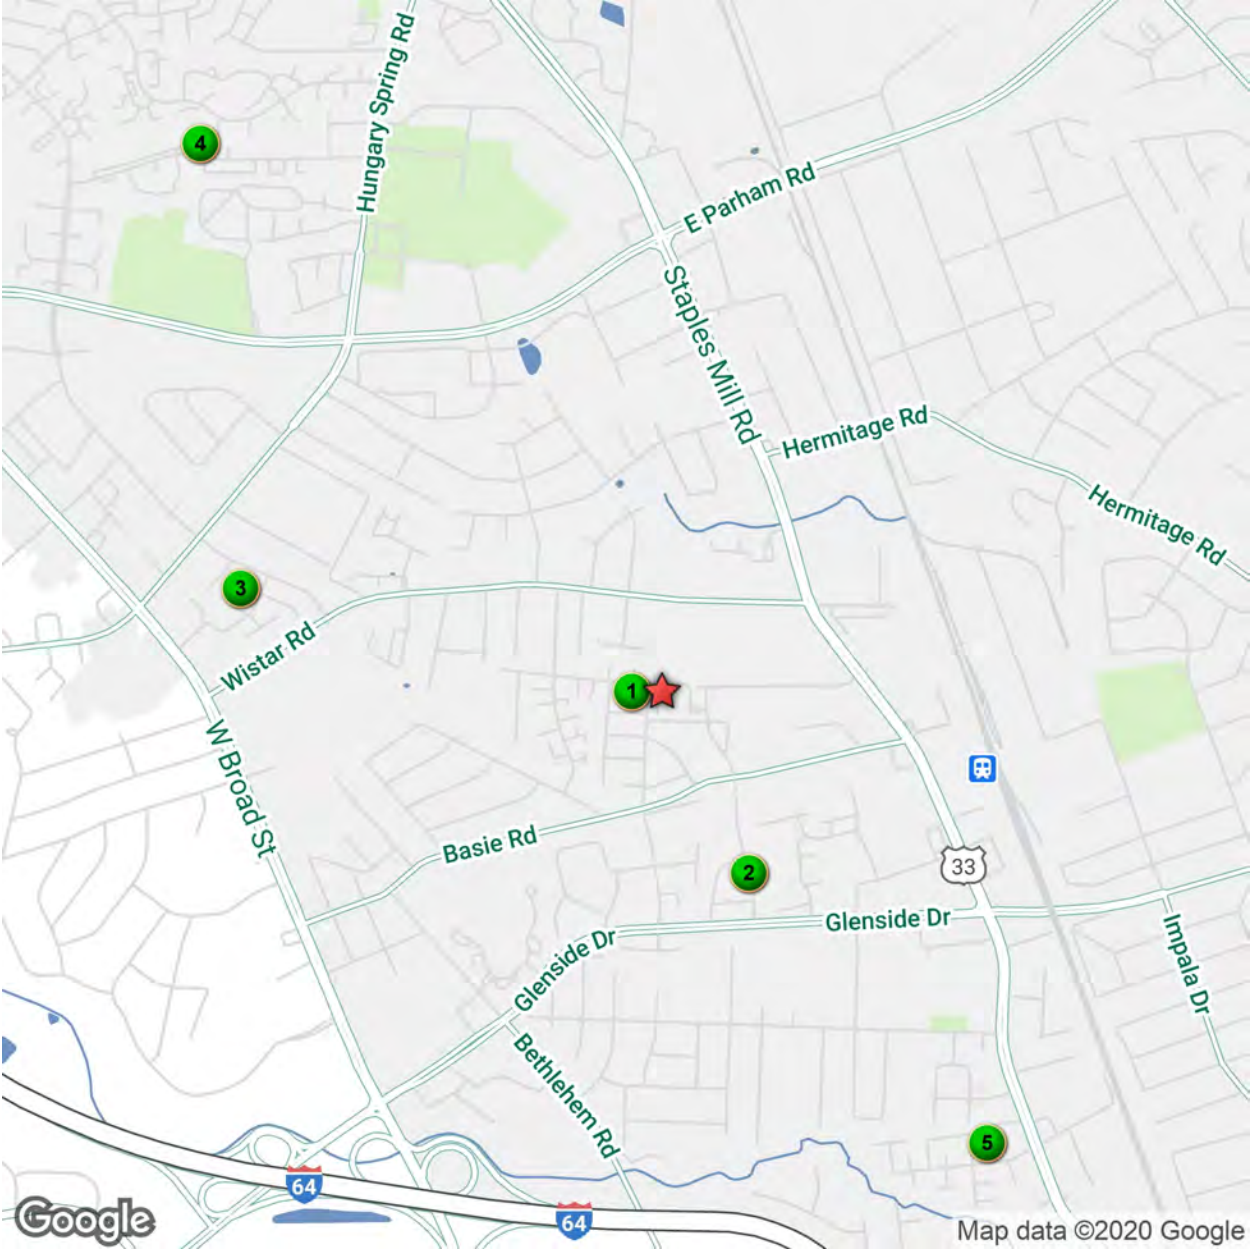 Hungary Spring Rd
4
E Parham Rd
Staples Mill Rd
Hermitage Rd
Hermitage Rd
3
Wistar Rd
1
W Broad St
Basie Rd
33
2
Glenside Dr
Impala Dr
Glenside Dr
Bethlehem Rd
5
64
64
Google
Map data ©2020 Google